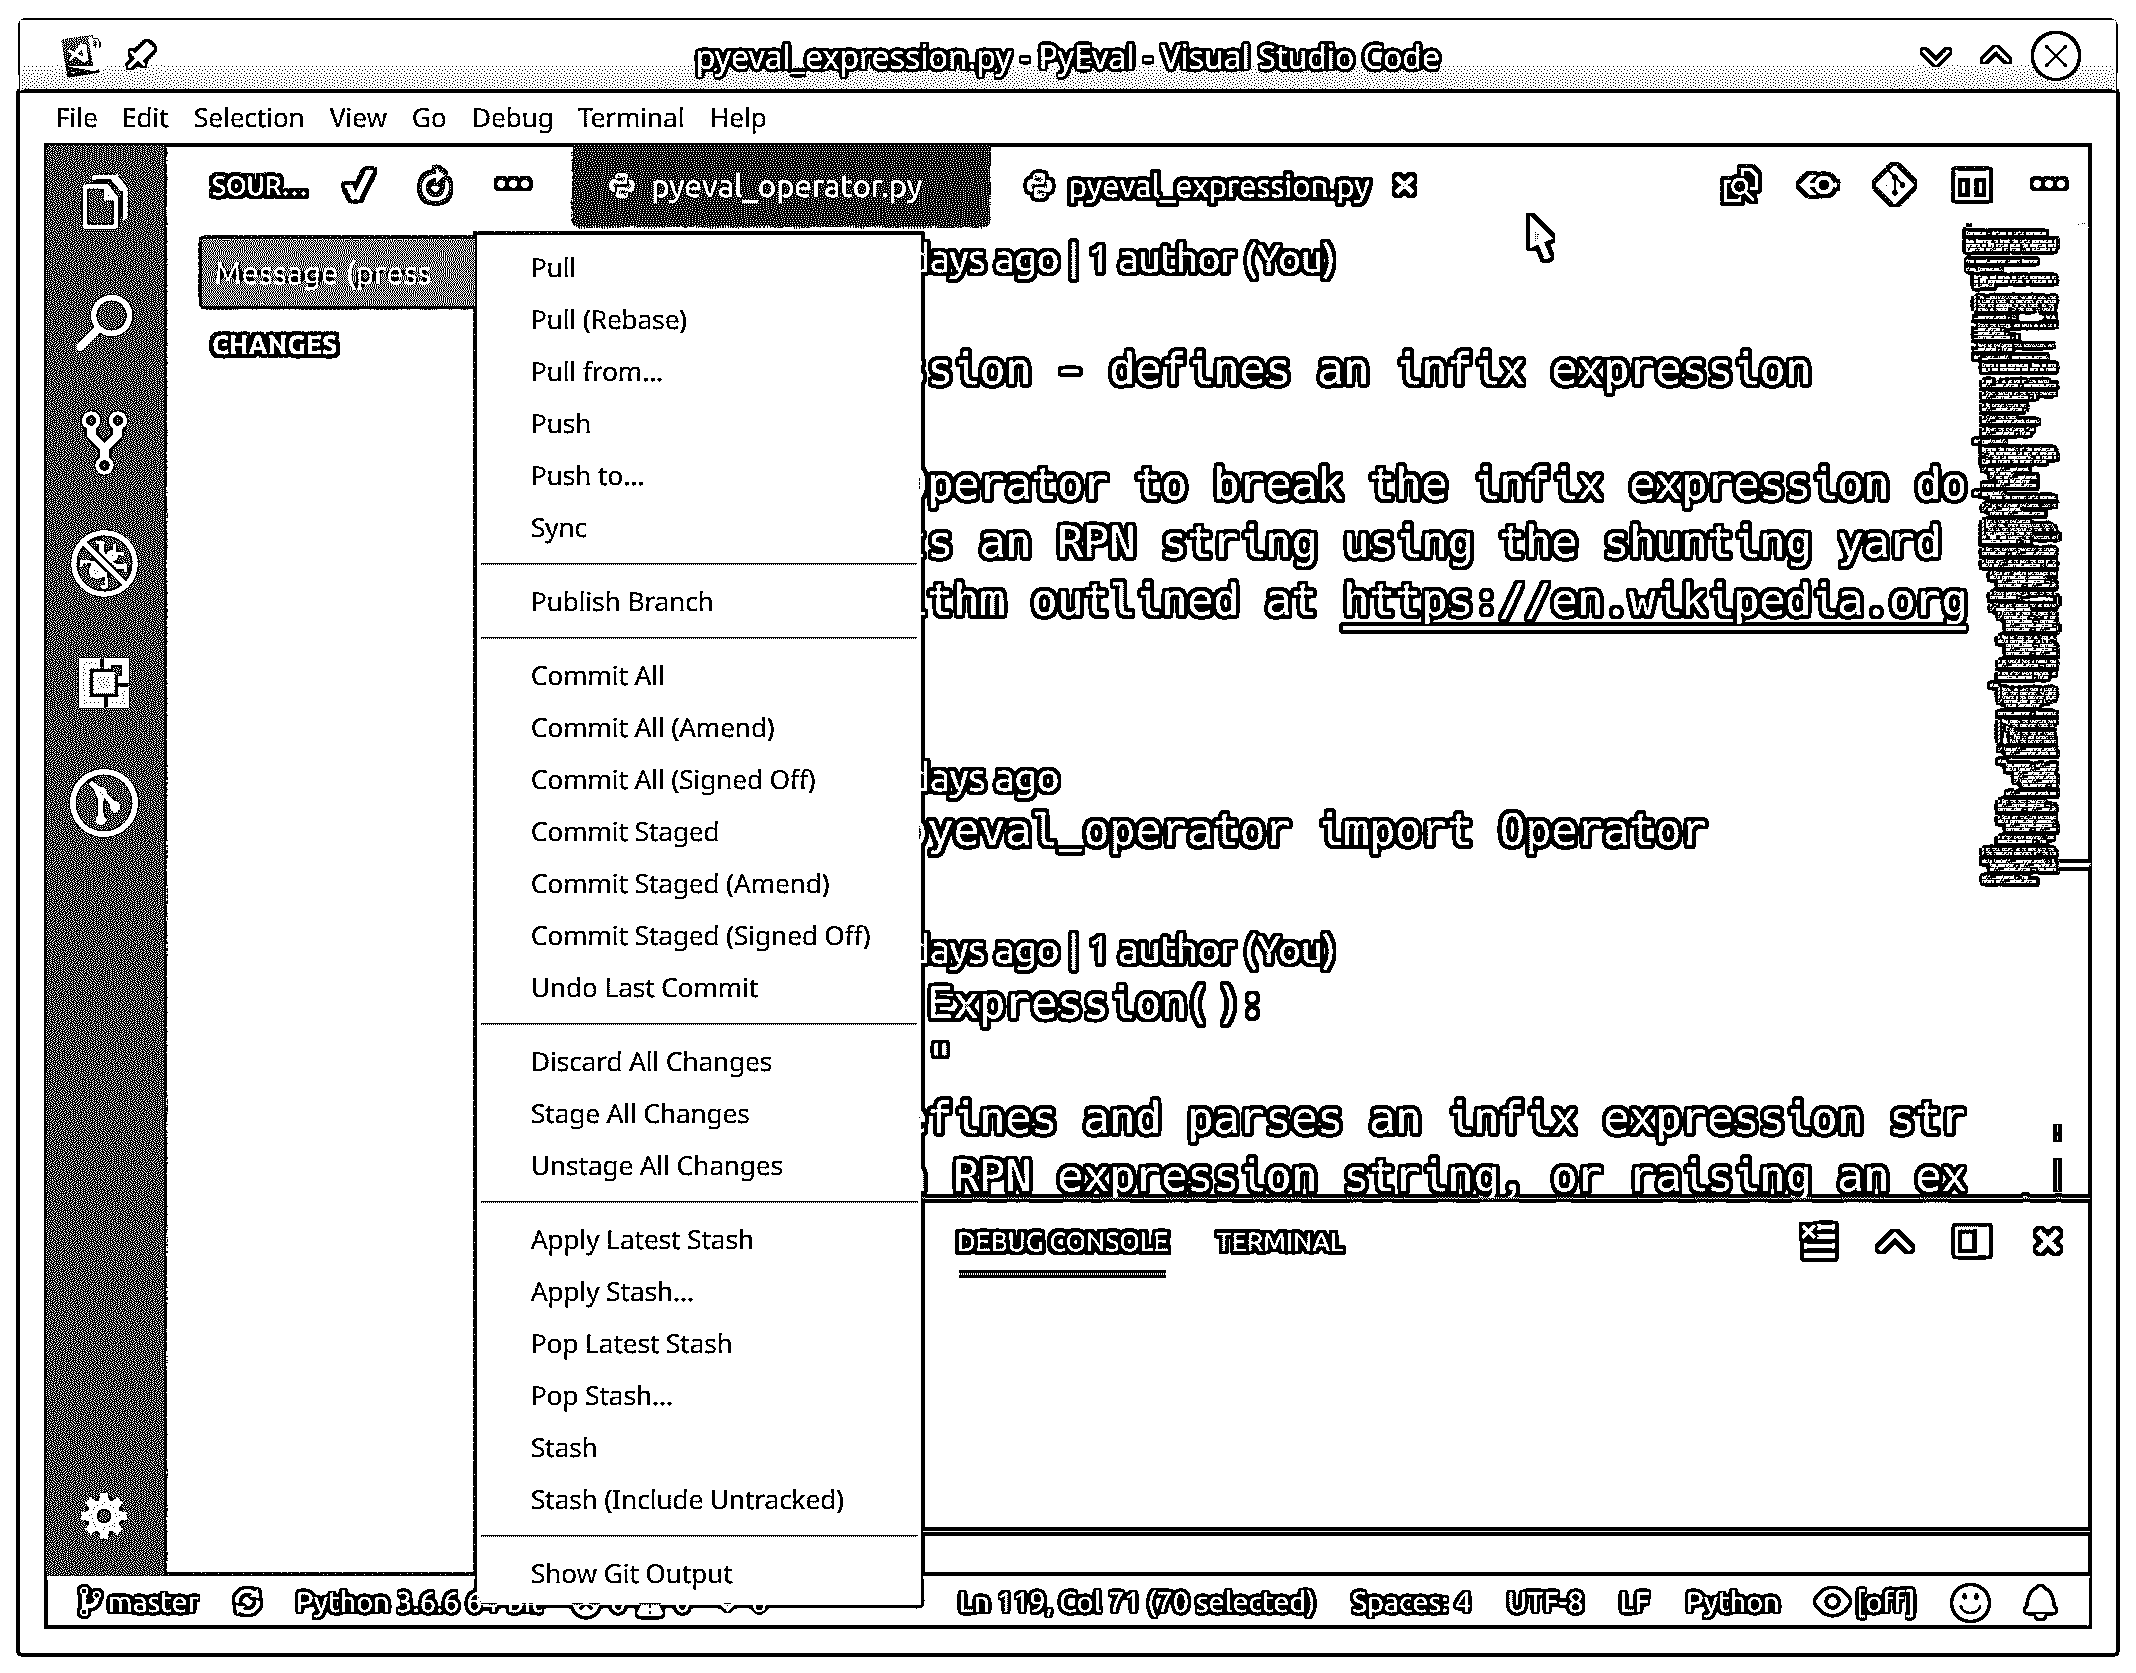 pyeval_expression.py - PyEval - Visual Studio Code
File Edit Selection View Go Debug Terminal Help
SOUR... pyeval_operator.py pyeval_expression.py
Message (press
CHANGES
Pull
Pull (Rebase)
Pull from...
Push
Push to...
Sync
Publish Branch
Commit All
Commit All (Amend)
Commit All (Signed Off)
Commit Staged
Commit Staged (Amend)
Commit Staged (Signed Off)
Undo Last Commit
Discard All Changes
Stage All Changes
Unstage All Changes
Apply Latest Stash
Apply Stash...
Pop Latest Stash
Pop Stash...
Stash
Stash (Include Untracked)
Show Git Output
days ago | 1 author (You)
ssion - defines an infix expression
Operator to break the infix expression do
ts an RPN string using the shunting yard
ithm outlined at https://en.wikipedia.org
days ago
pyeval_operator import Operator
days ago | 1 author (You)
Expression():
"
efines and parses an infix expression str
RPN expression string, or raising an ex
DEBUG CONSOLE TERMINAL
master Python 3.6.6 64-bit Ln 119, Col 71 (70 selected) Spaces: 4 UTF-8 LF Python [off]